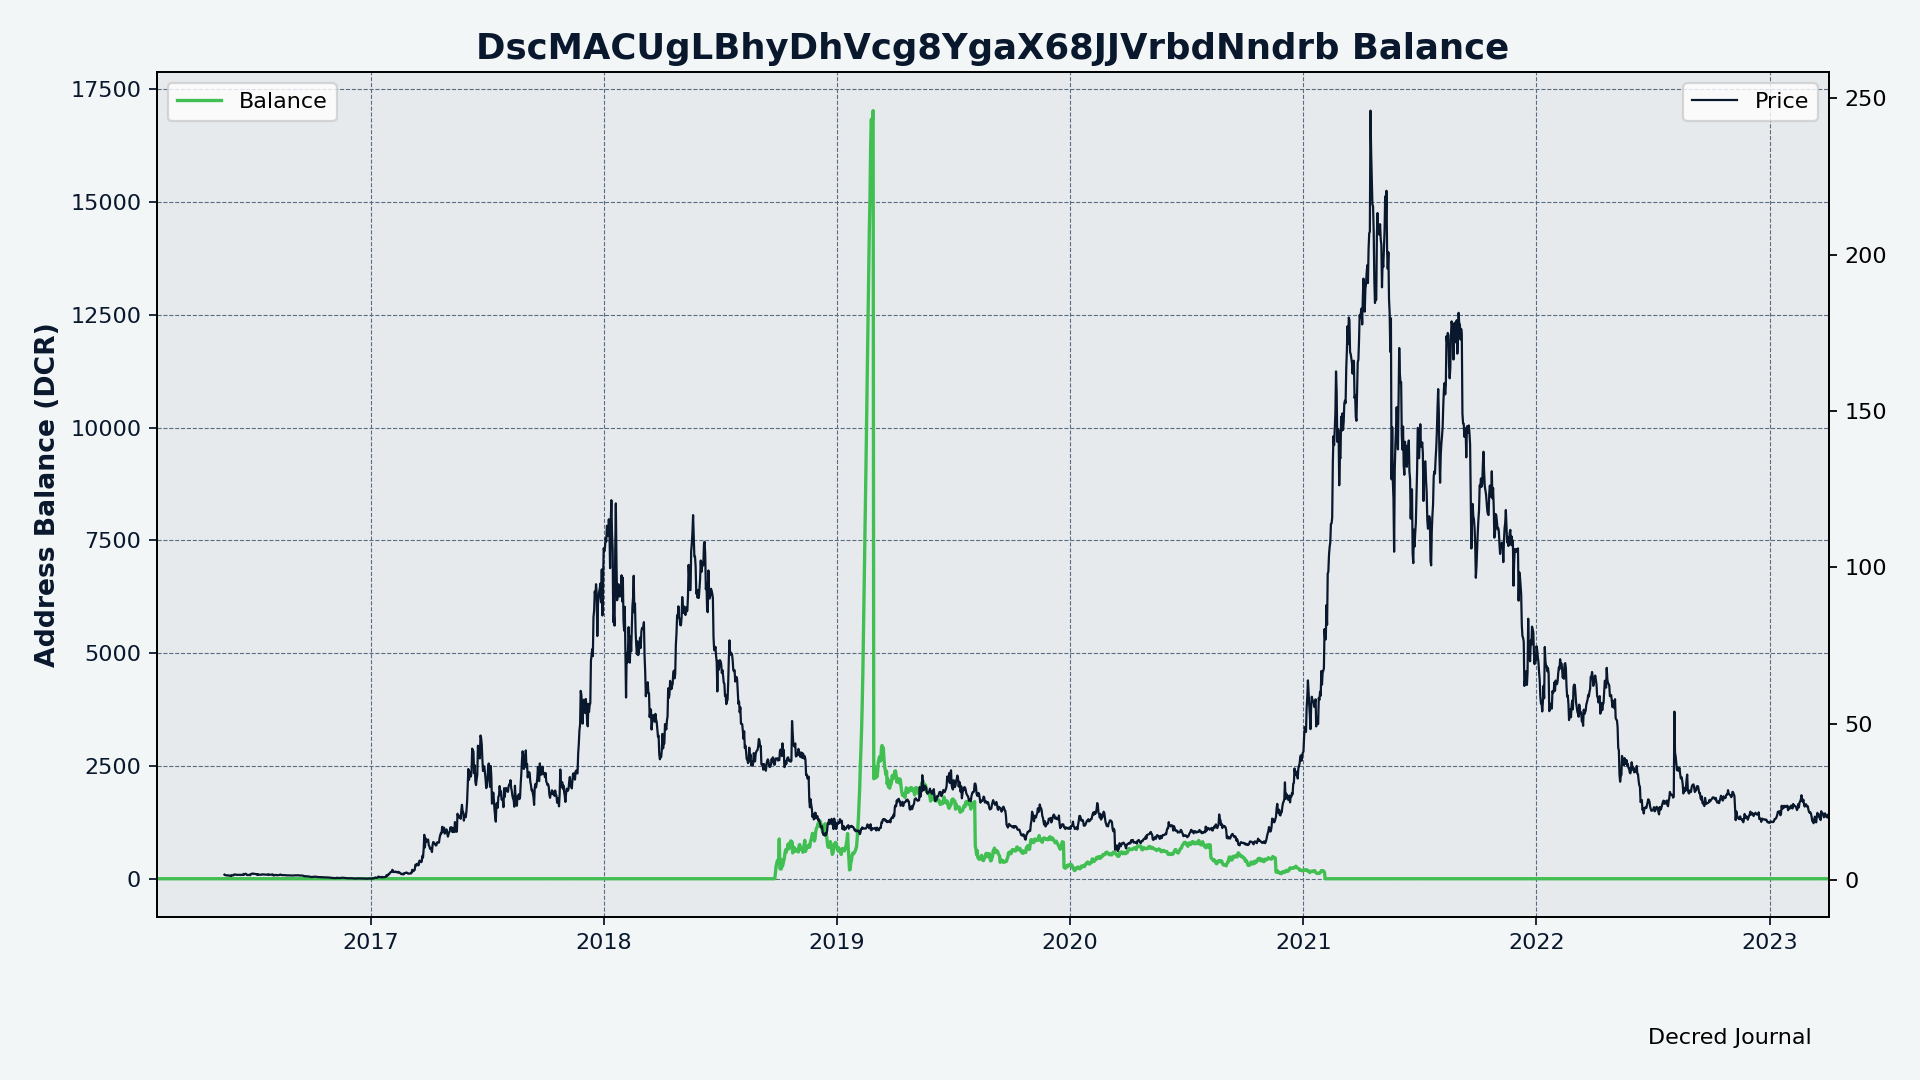 DscMACUgLBhyDhVcg8YgaX68JJVrbdNndrb Balance
Balance
Price
Address Balance (DCR)
17500
15000
12500
10000
7500
5000
2500
0
250
200
150
100
50
0
2017 2018 2019 2020 2021 2022 2023
Decred Journal